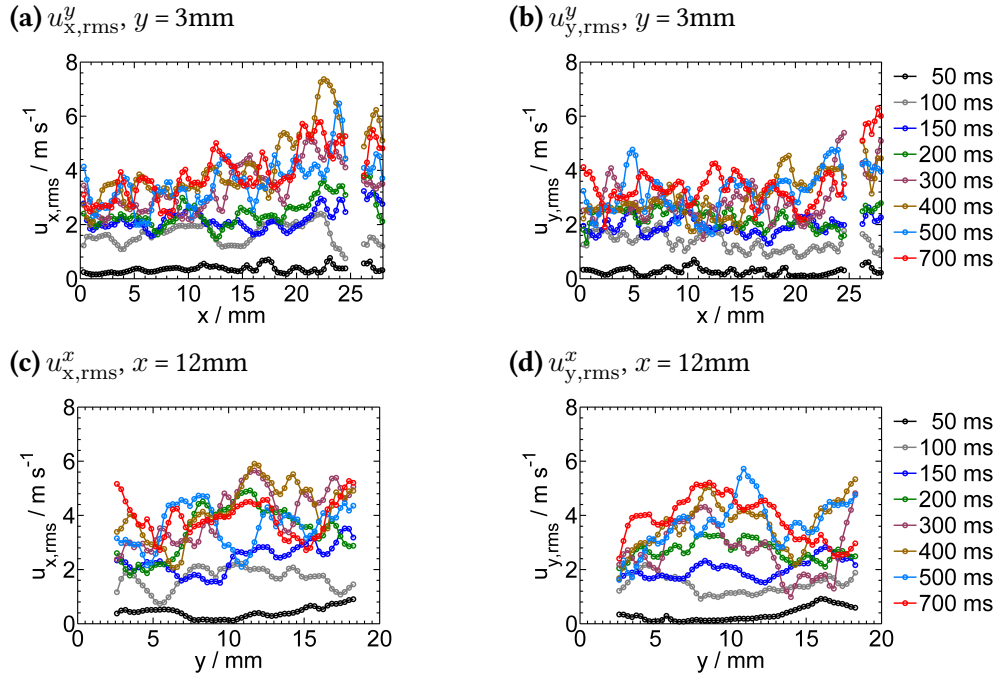 (a) u^y_x,rms, y = 3mm
(b) u^y_y,rms, y = 3mm
8
6
4
2
0
u_x,rms / m s⁻¹
0 5 10 15 20 25
x / mm
8
6
4
2
0
u_y,rms / m s⁻¹
0 5 10 15 20 25
x / mm
50 ms
100 ms
150 ms
200 ms
300 ms
400 ms
500 ms
700 ms
(c) u^x_x,rms, x = 12mm
(d) u^x_y,rms, x = 12mm
8
6
4
2
0
u_x,rms / m s⁻¹
0 5 10 15 20
y / mm
8
6
4
2
0
u_y,rms / m s⁻¹
0 5 10 15 20
y / mm
50 ms
100 ms
150 ms
200 ms
300 ms
400 ms
500 ms
700 ms